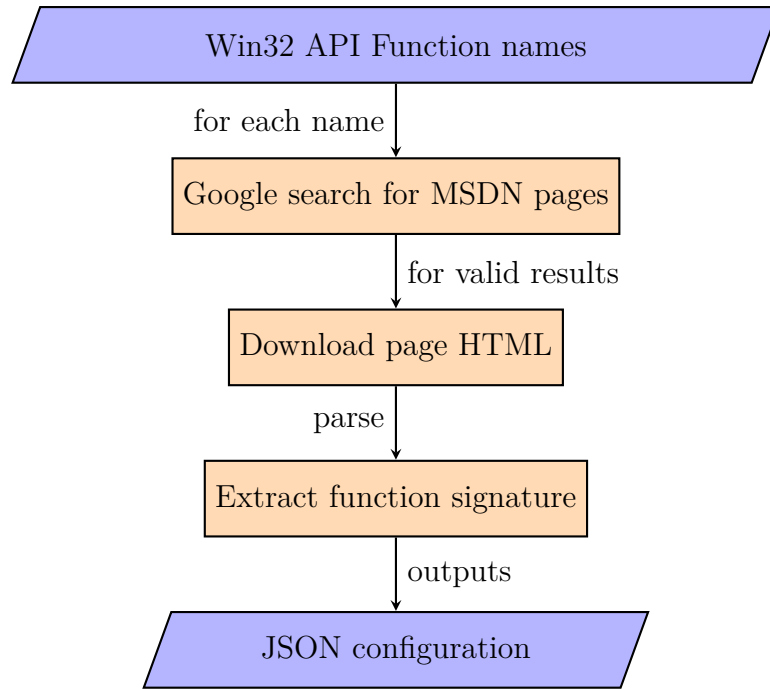 Win32 API Function names
for each name
Google search for MSDN pages
for valid results
Download page HTML
parse
Extract function signature
outputs
JSON configuration